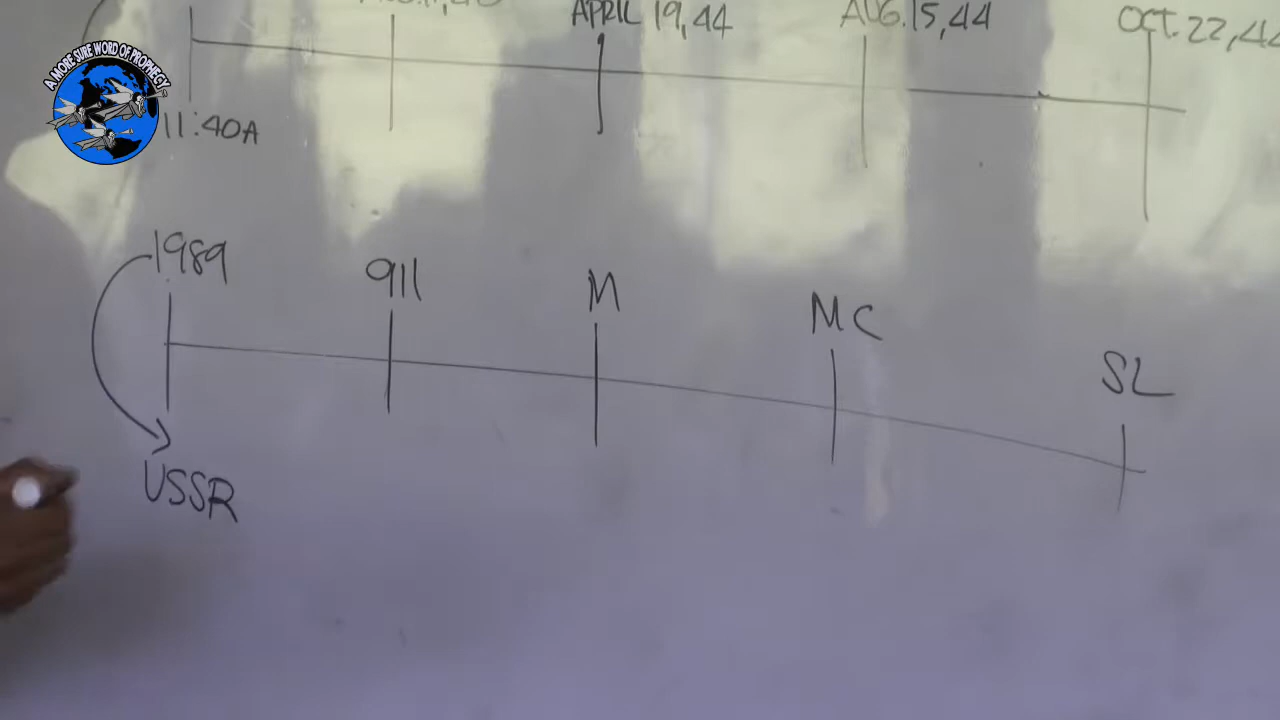 APRIL 19,44
AUG.15,44
OCT.22,44
A MORE SURE WORD OF PROPHECY
11:40A
1989
911
M
MC
SL
USSR